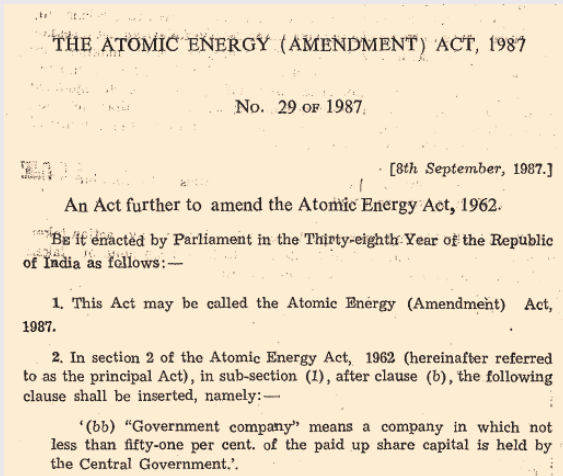 THE ATOMIC ENERGY (AMENDMENT) ACT, 1987
No. 29 OF 1987
[8th September, 1987.]
An Act further to amend the Atomic Energy Act, 1962.
BE it enacted by Parliament in the Thirty-eighth Year of the Republic
of India as follows:—
1. This Act may be called the Atomic Energy (Amendment) Act,
1987.
2. In section 2 of the Atomic Energy Act, 1962 (hereinafter referred
to as the principal Act), in sub-section (1), after clause (b), the following
clause shall be inserted, namely:—
‘(bb) “Government company” means a company in which not
less than fifty-one per cent. of the paid up share capital is held by
the Central Government.’.